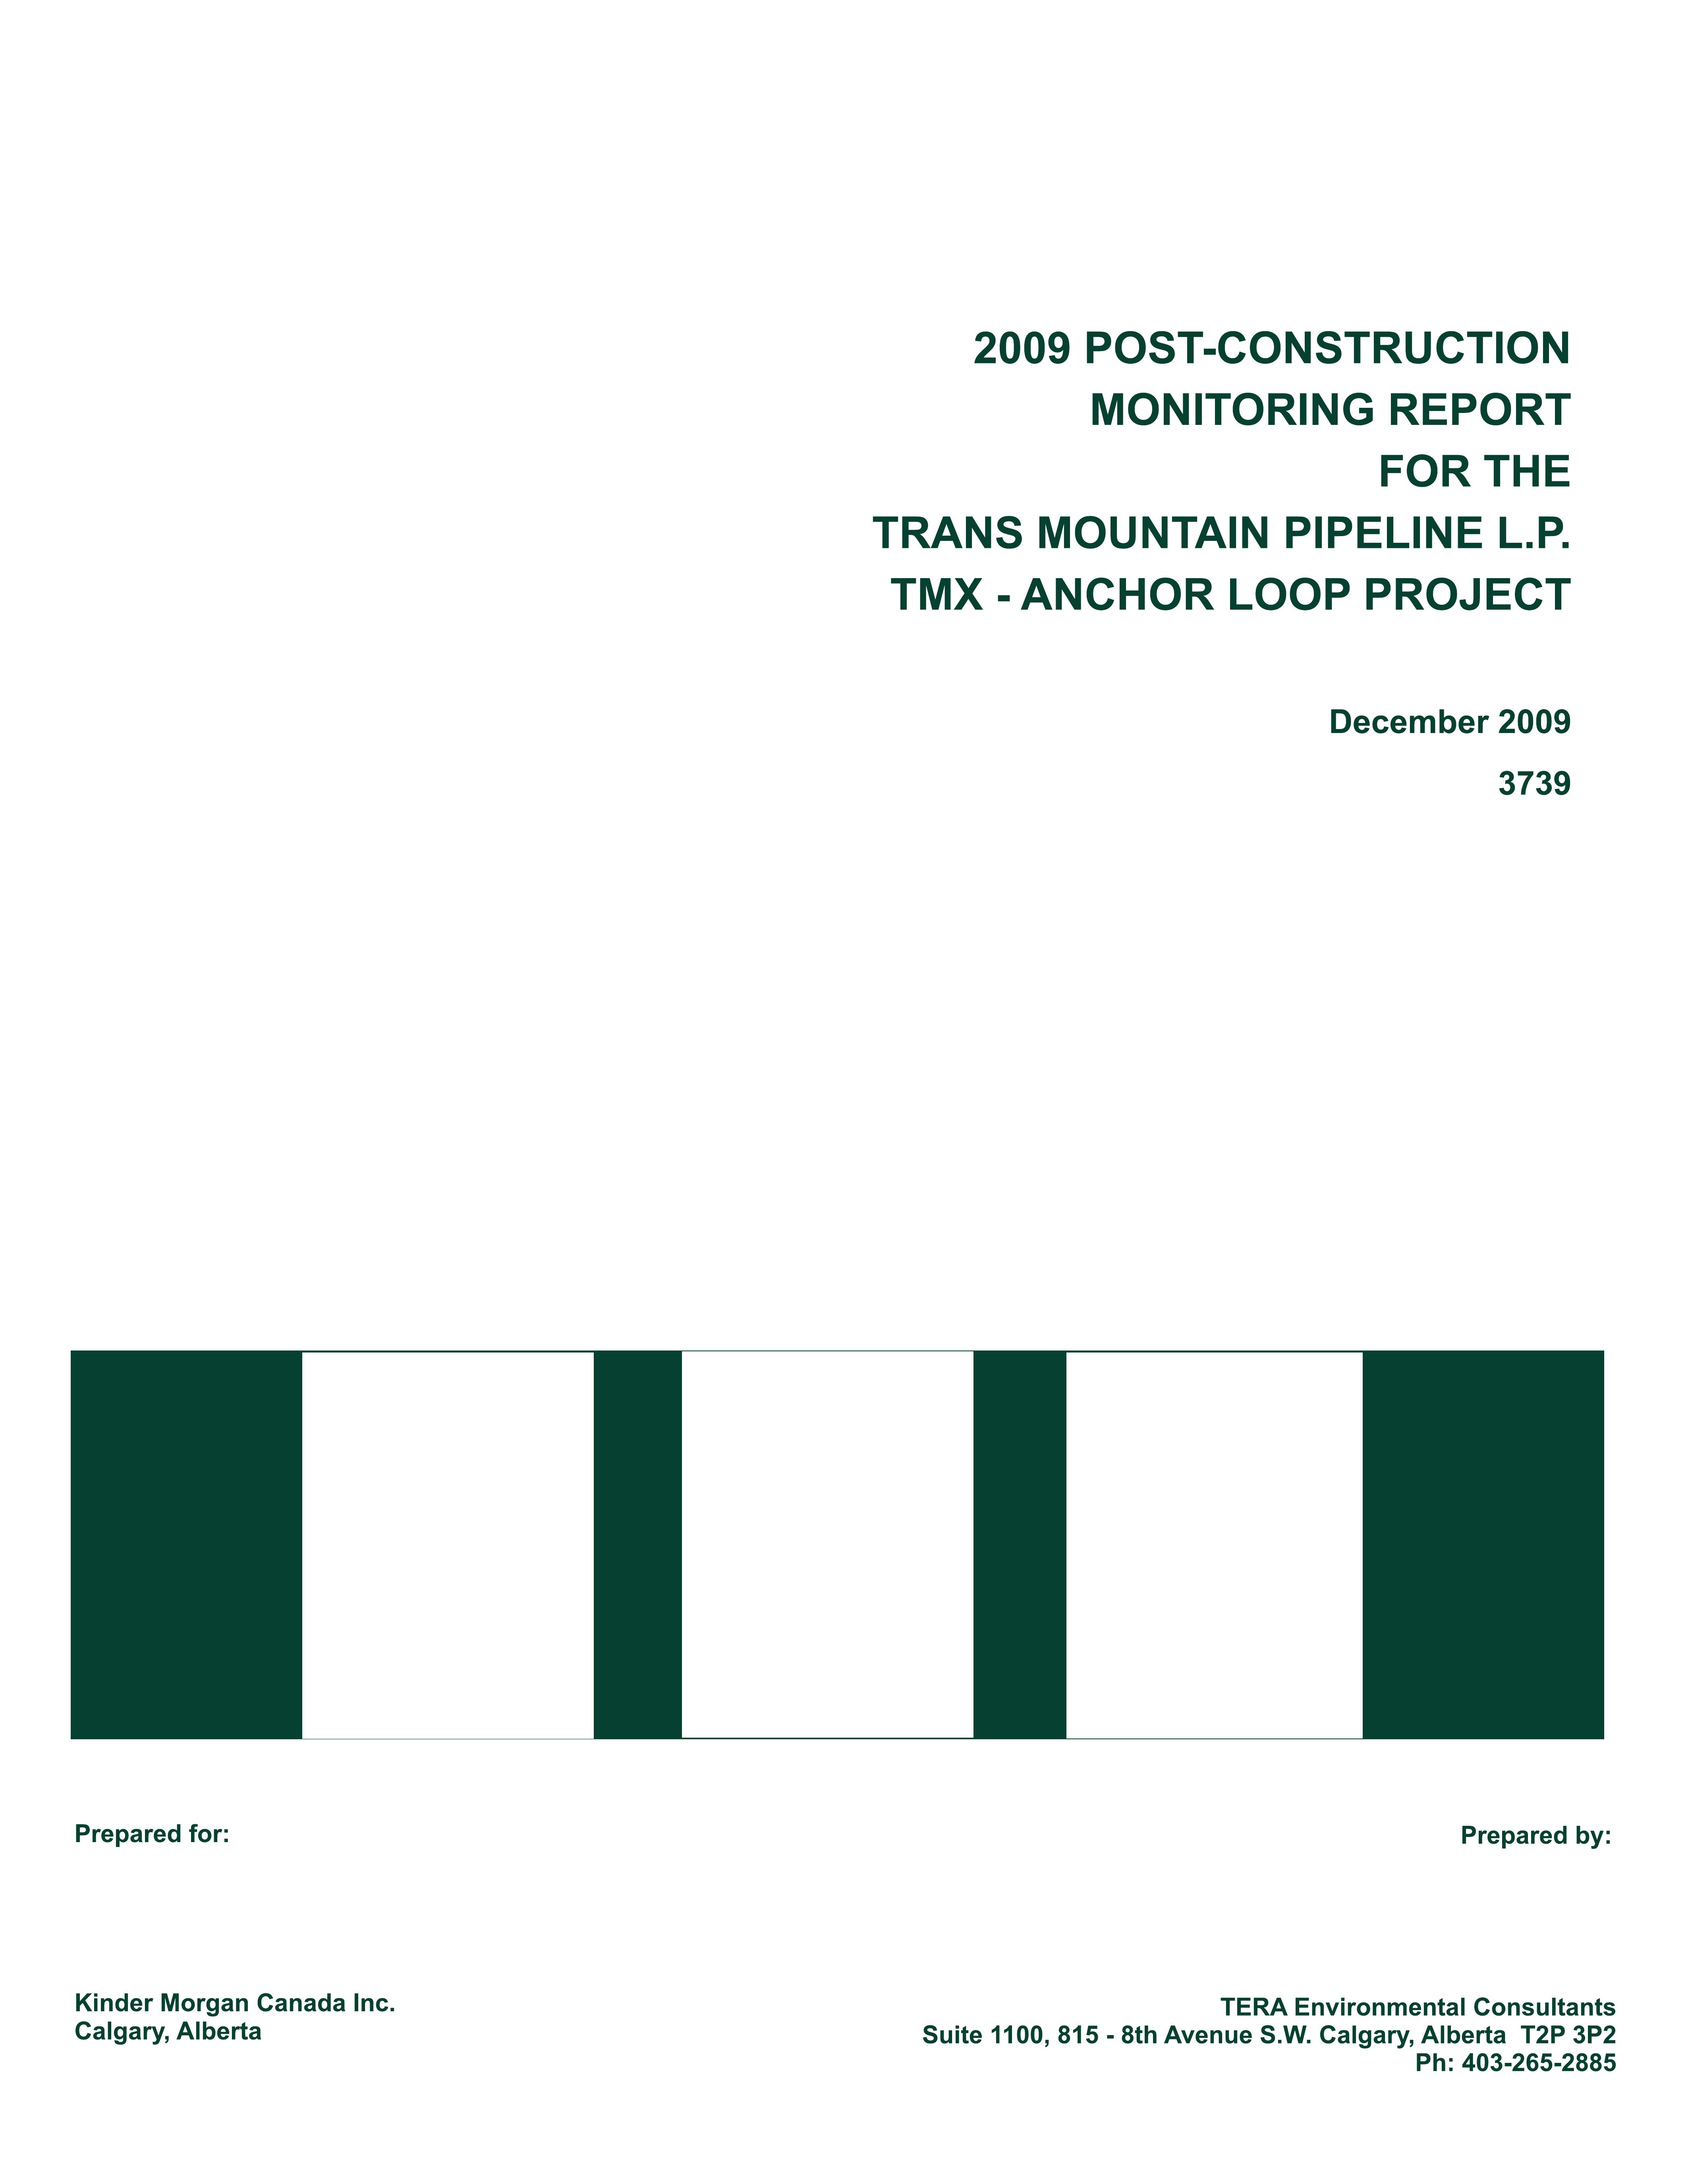 2009 POST-CONSTRUCTION
MONITORING REPORT
FOR THE
TRANS MOUNTAIN PIPELINE L.P.
TMX - ANCHOR LOOP PROJECT
December 2009
3739
Prepared for:
Prepared by:
Kinder Morgan Canada Inc.
Calgary, Alberta
TERA Environmental Consultants
Suite 1100, 815 - 8th Avenue S.W. Calgary, Alberta  T2P 3P2
Ph: 403-265-2885